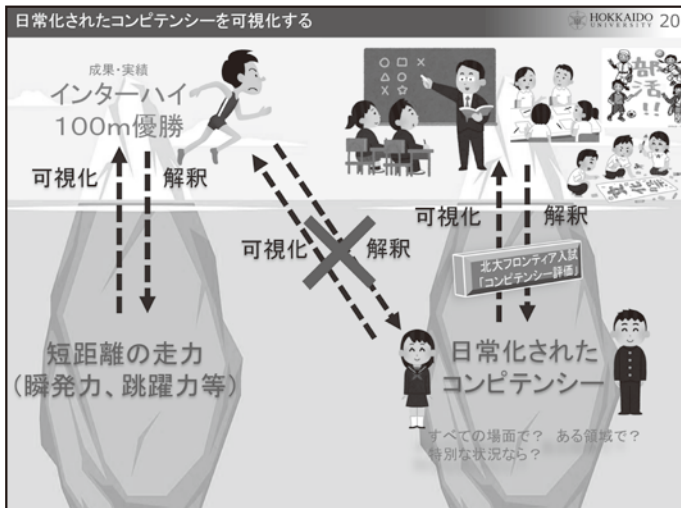 日常化されたコンピテンシーを可視化する
HOKKAIDO
UNIVERSITY
20
成果・実績
インターハイ
100m優勝
部活!!
可視化
解釈
可視化
解釈
可視化
解釈
北大フロンティア入試
「コンピテンシー評価」
短距離の走力
(瞬発力、跳躍力等)
日常化された
コンピテンシー
すべての場面で? ある領域で?
特別な状況なら?